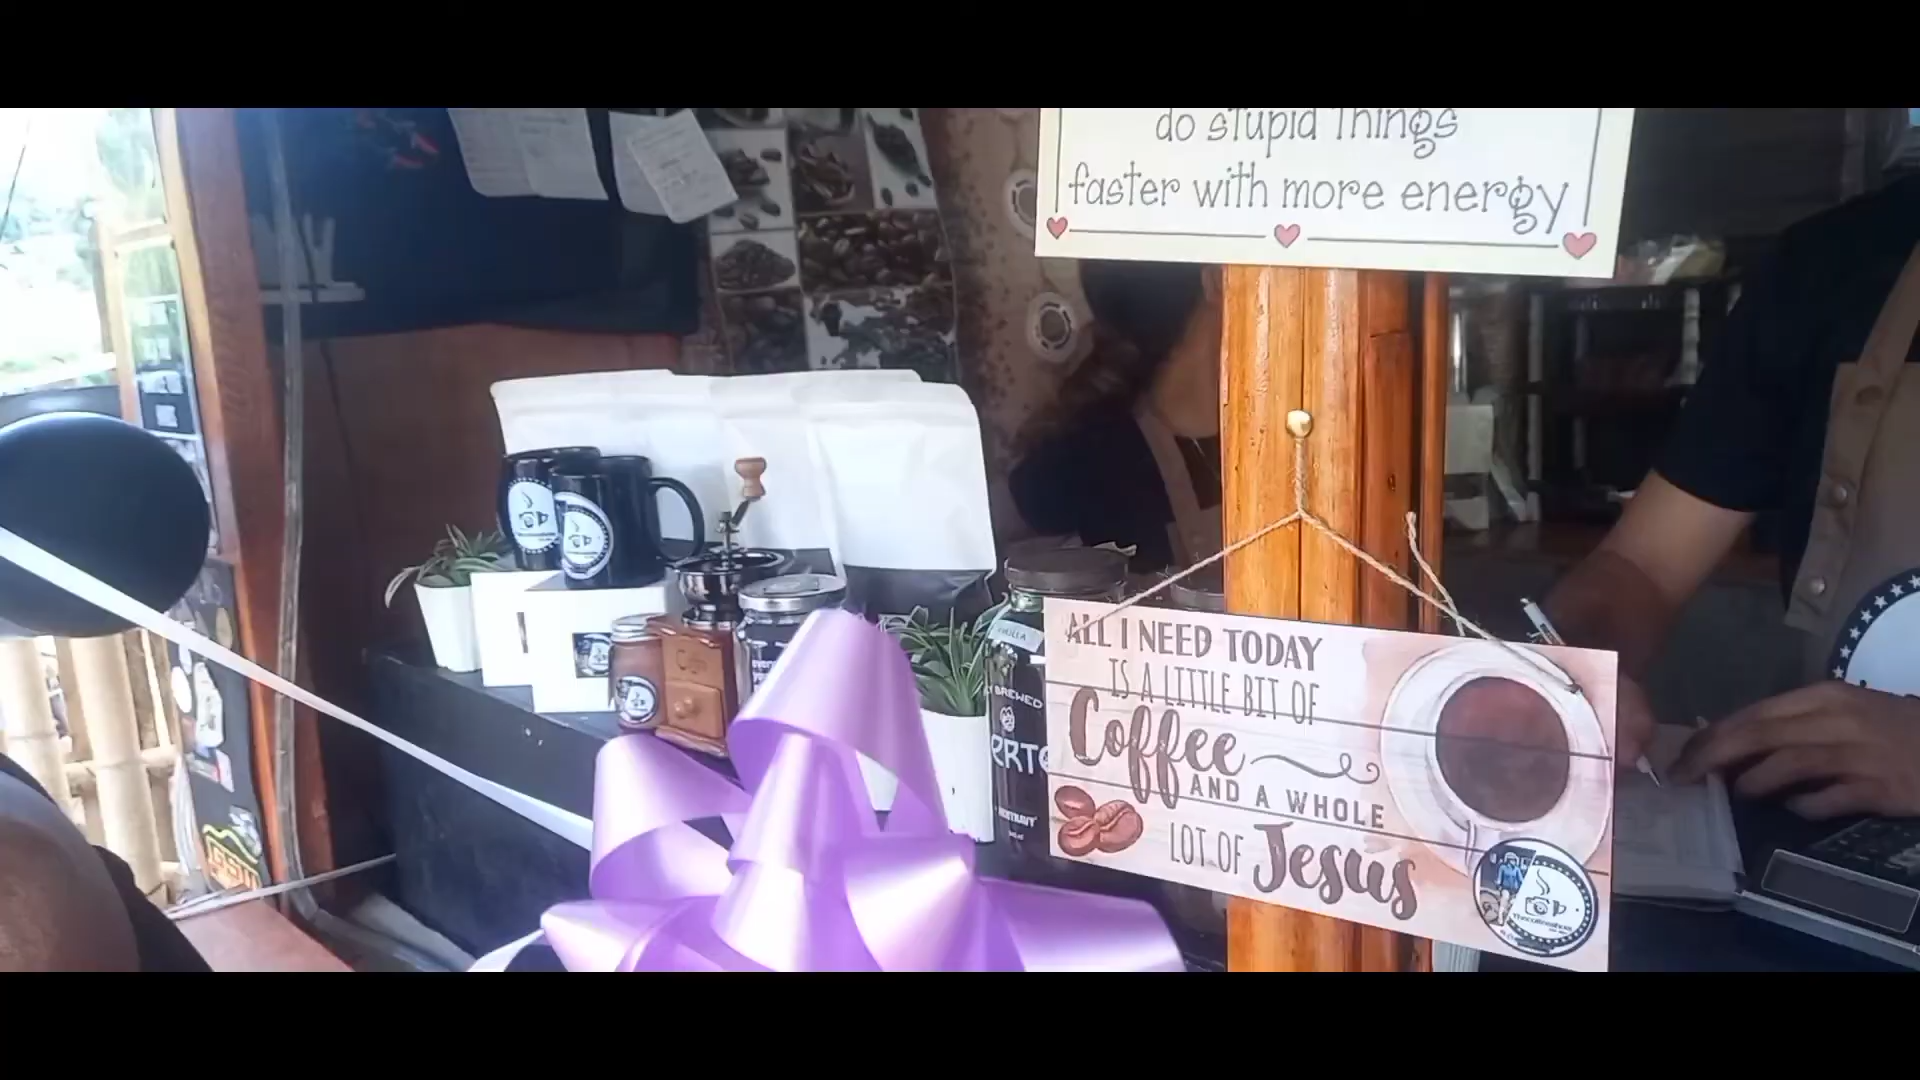 do stupid Things
faster with more energy
ALL I NEED TODAY
IS A LITTLE BIT OF
Coffee
AND A WHOLE
LOT OF Jesus
BREWED